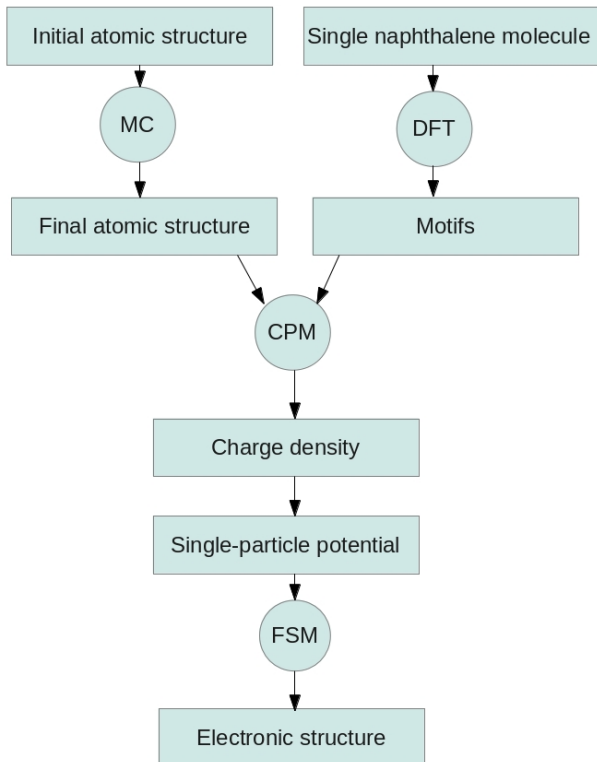 Initial atomic structure
Single naphthalene molecule
MC
DFT
Final atomic structure
Motifs
CPM
Charge density
Single-particle potential
FSM
Electronic structure